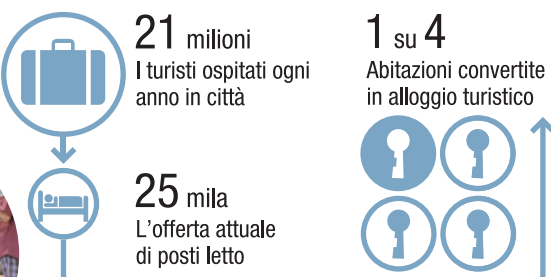 21 milioni
I turisti ospitati ogni
anno in città
25 mila
L'offerta attuale
di posti letto
1 su 4
Abitazioni convertite
in alloggio turistico